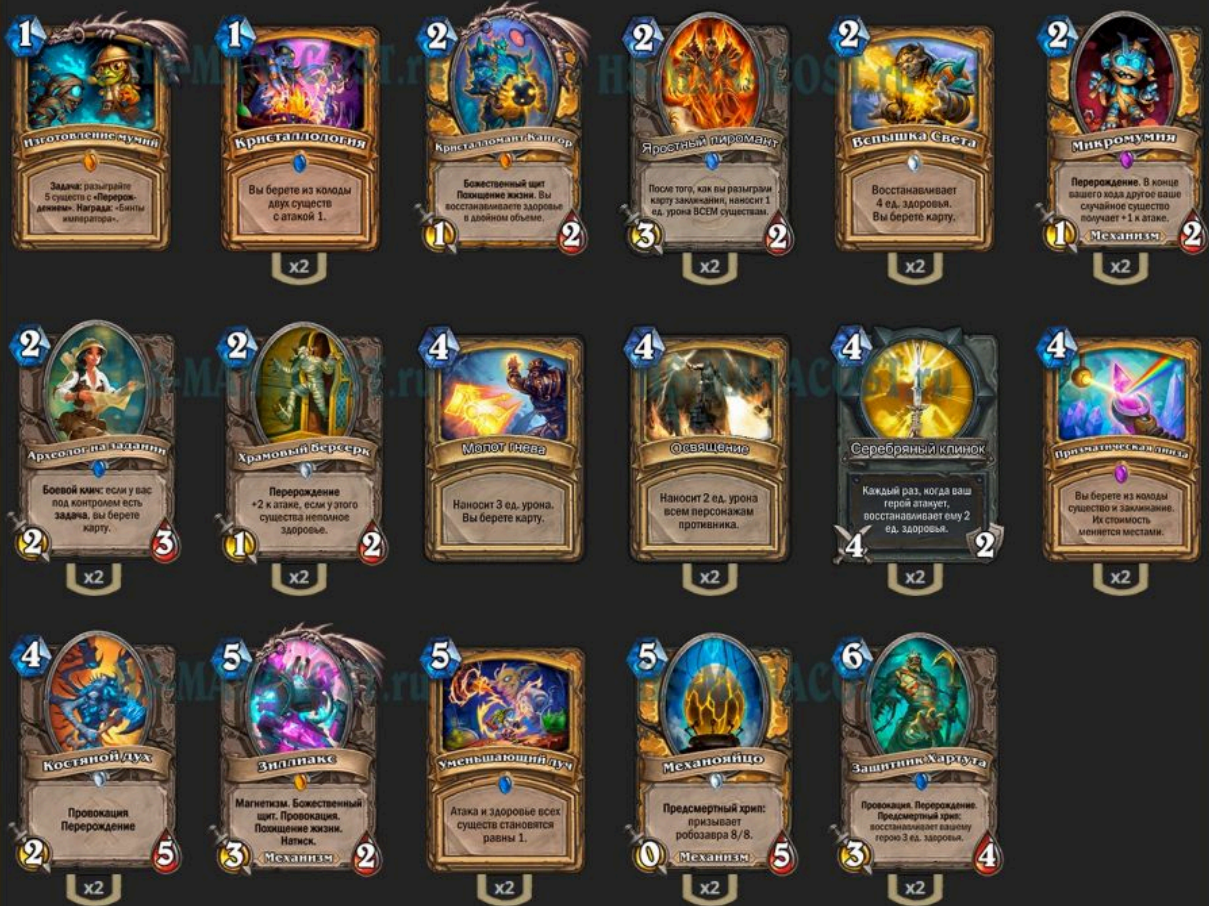 1
Изготовление мумий
Задача: разыграйте
5 существ с «Перерож-
дением». Награда: «Бинты
императора».
1
Кристаллология
Вы берете из колоды
двух существ
с атакой 1.
x2
2
Кристалломант Кангор
Божественный щит
Похищение жизни. Вы
восстанавливаете здоровье
в двойном объеме.
1
2
2
Яростный пиромант
После того, как вы разыграли
карту заклинания, наносит 1
ед. урона ВСЕМ существам.
3
2
x2
2
Вспышка Света
Восстанавливает
4 ед. здоровья.
Вы берете карту.
x2
2
Микромумия
Перерождение. В конце
вашего хода другое ваше
случайное существо
получает +1 к атаке.
1
Механизм
2
x2
HS-MANACOST.ru
HS-MANACOST.ru
2
Археолог на задании
Боевой клич: если у вас
под контролем есть
задача, вы берете
карту.
2
3
x2
2
Храмовый берсерк
Перерождение
+2 к атаке, если у этого
существа неполное
здоровье.
1
2
x2
4
Молот гнева
Наносит 3 ед. урона.
Вы берете карту.
4
Освящение
Наносит 2 ед. урона
всем персонажам
противника.
x2
4
Серебряный клинок
Каждый раз, когда ваш
герой атакует,
восстанавливает ему 2
ед. здоровья.
4
2
x2
4
Призматическая линза
Вы берете из колоды
существо и заклинание.
Их стоимость
меняется местами.
x2
HS-MANACOST.ru
4
Костяной дух
Провокация
Перерождение
2
5
x2
5
Зиллиакс
Магнетизм. Божественный
щит. Провокация.
Похищение жизни.
Натиск.
3
Механизм
2
5
Уменьшающий луч
Атака и здоровье всех
существ становятся
равны 1.
x2
5
Механояйцо
Предсмертный хрип:
призывает
робозавра 8/8.
0
Механизм
5
x2
6
Защитник Хартута
Провокация. Перерождение.
Предсмертный хрип:
восстанавливает вашему
герою 3 ед. здоровья.
3
4
x2